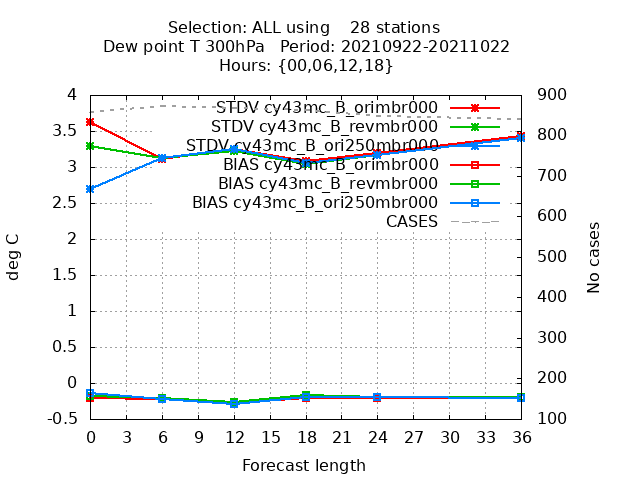 Selection: ALL using    28 stations
Dew point T 300hPa   Period: 20210922-20211022
Hours: {00,06,12,18}
4
3.5
3
2.5
2
1.5
1
0.5
0
-0.5
deg C
STDV cy43mc_B_orimbr000
STDV cy43mc_B_revmbr000
STDV cy43mc_B_ori250mbr000
BIAS cy43mc_B_orimbr000
BIAS cy43mc_B_revmbr000
BIAS cy43mc_B_ori250mbr000
CASES
900
800
700
600
500
400
300
200
100
No cases
0 3 6 9 12 15 18 21 24 27 30 33 36
Forecast length